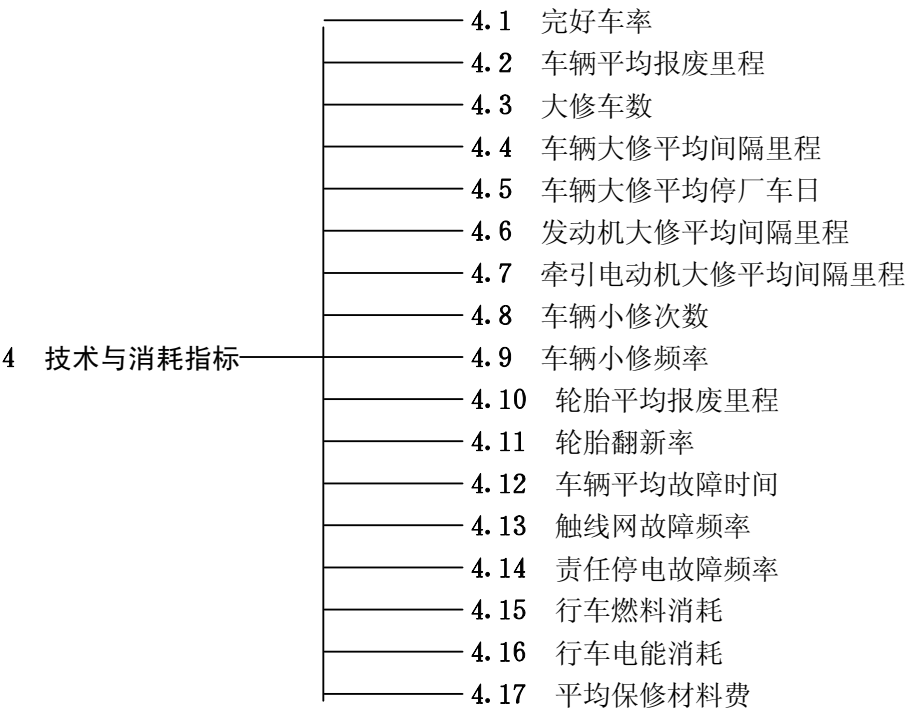 4.1 完好车率
4.2 车辆平均报废里程
4.3 大修车数
4.4 车辆大修平均间隔里程
4.5 车辆大修平均停厂车日
4.6 发动机大修平均间隔里程
4.7 牵引电动机大修平均间隔里程
4.8 车辆小修次数
4 技术与消耗指标 4.9 车辆小修频率
4.10 轮胎平均报废里程
4.11 轮胎翻新率
4.12 车辆平均故障时间
4.13 触线网故障频率
4.14 责任停电故障频率
4.15 行车燃料消耗
4.16 行车电能消耗
4.17 平均保修材料费